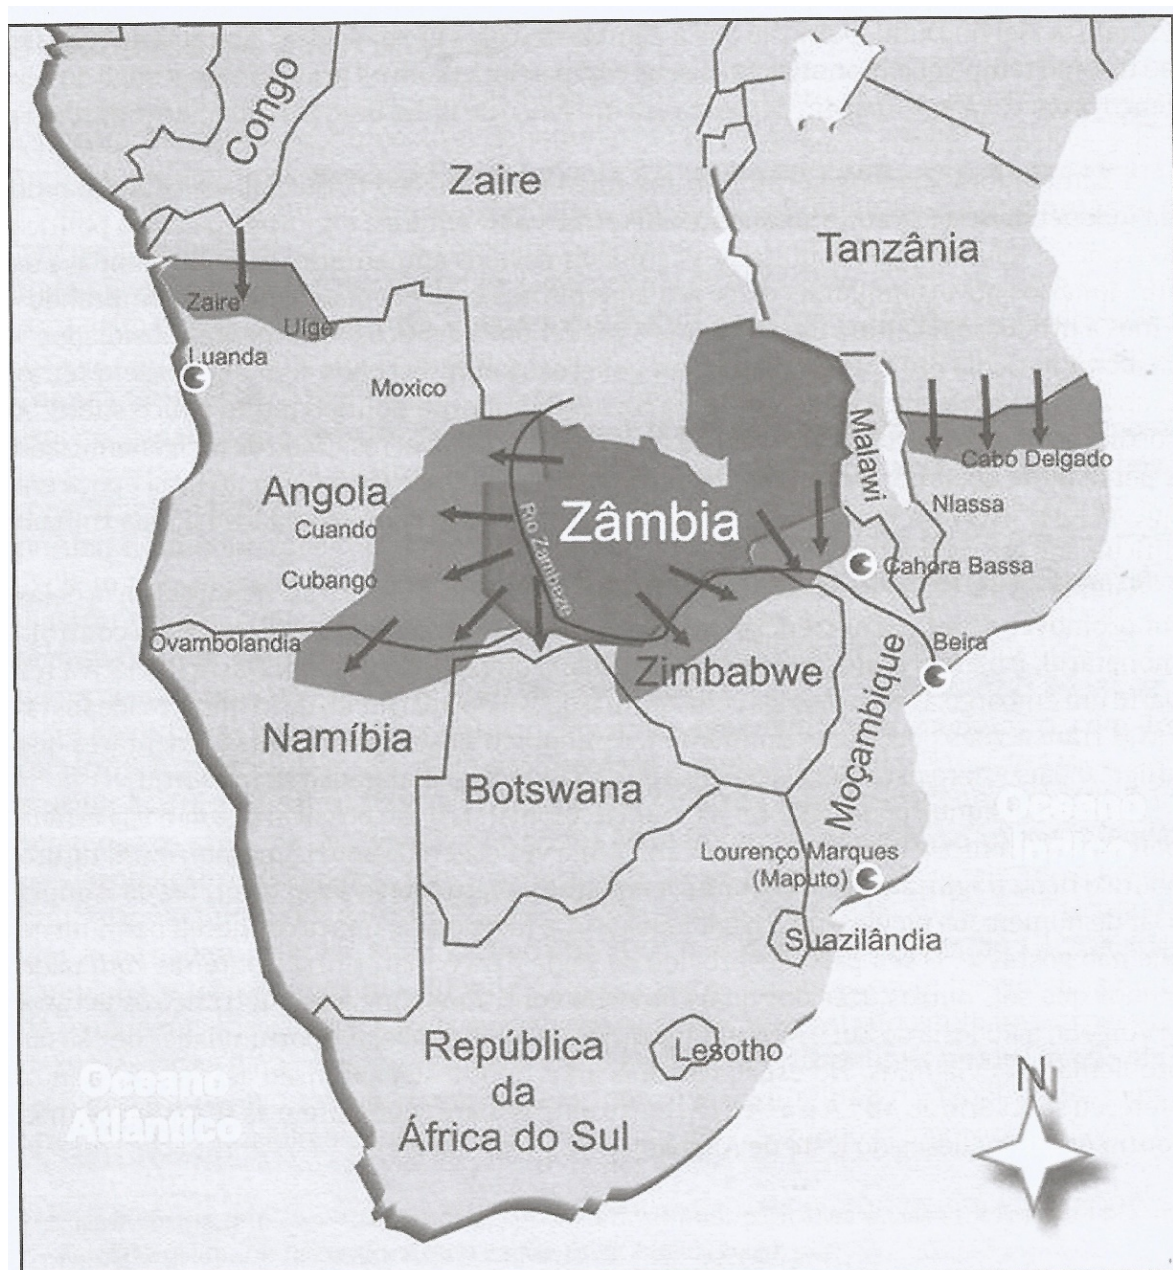 Congo
Zaire
Tanzânia
Zaire
Uíge
Luanda
Moxico
Malawi
Cabo Delgado
Angola
Cuando
Cubango
Rio Zambeze
Zâmbia
NIassa
Cahora Bassa
Ovambolandia
Beira
Zimbabwe
Moçambique
Namíbia
Botswana
Lourenço Marques
(Maputo)
Suazilândia
República
da
África do Sul
Lesotho
Oceano
Atlântico
N